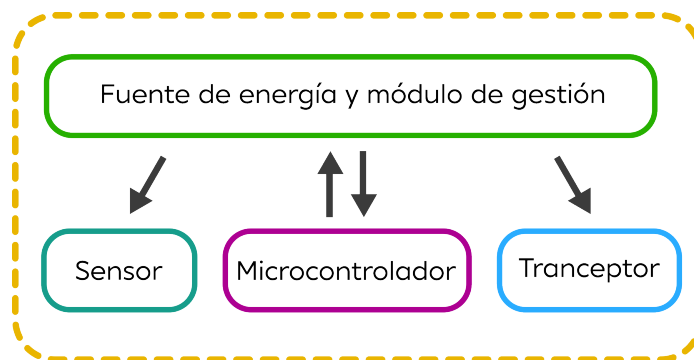 Fuente de energía y módulo de gestión
Sensor
Microcontrolador
Tranceptor